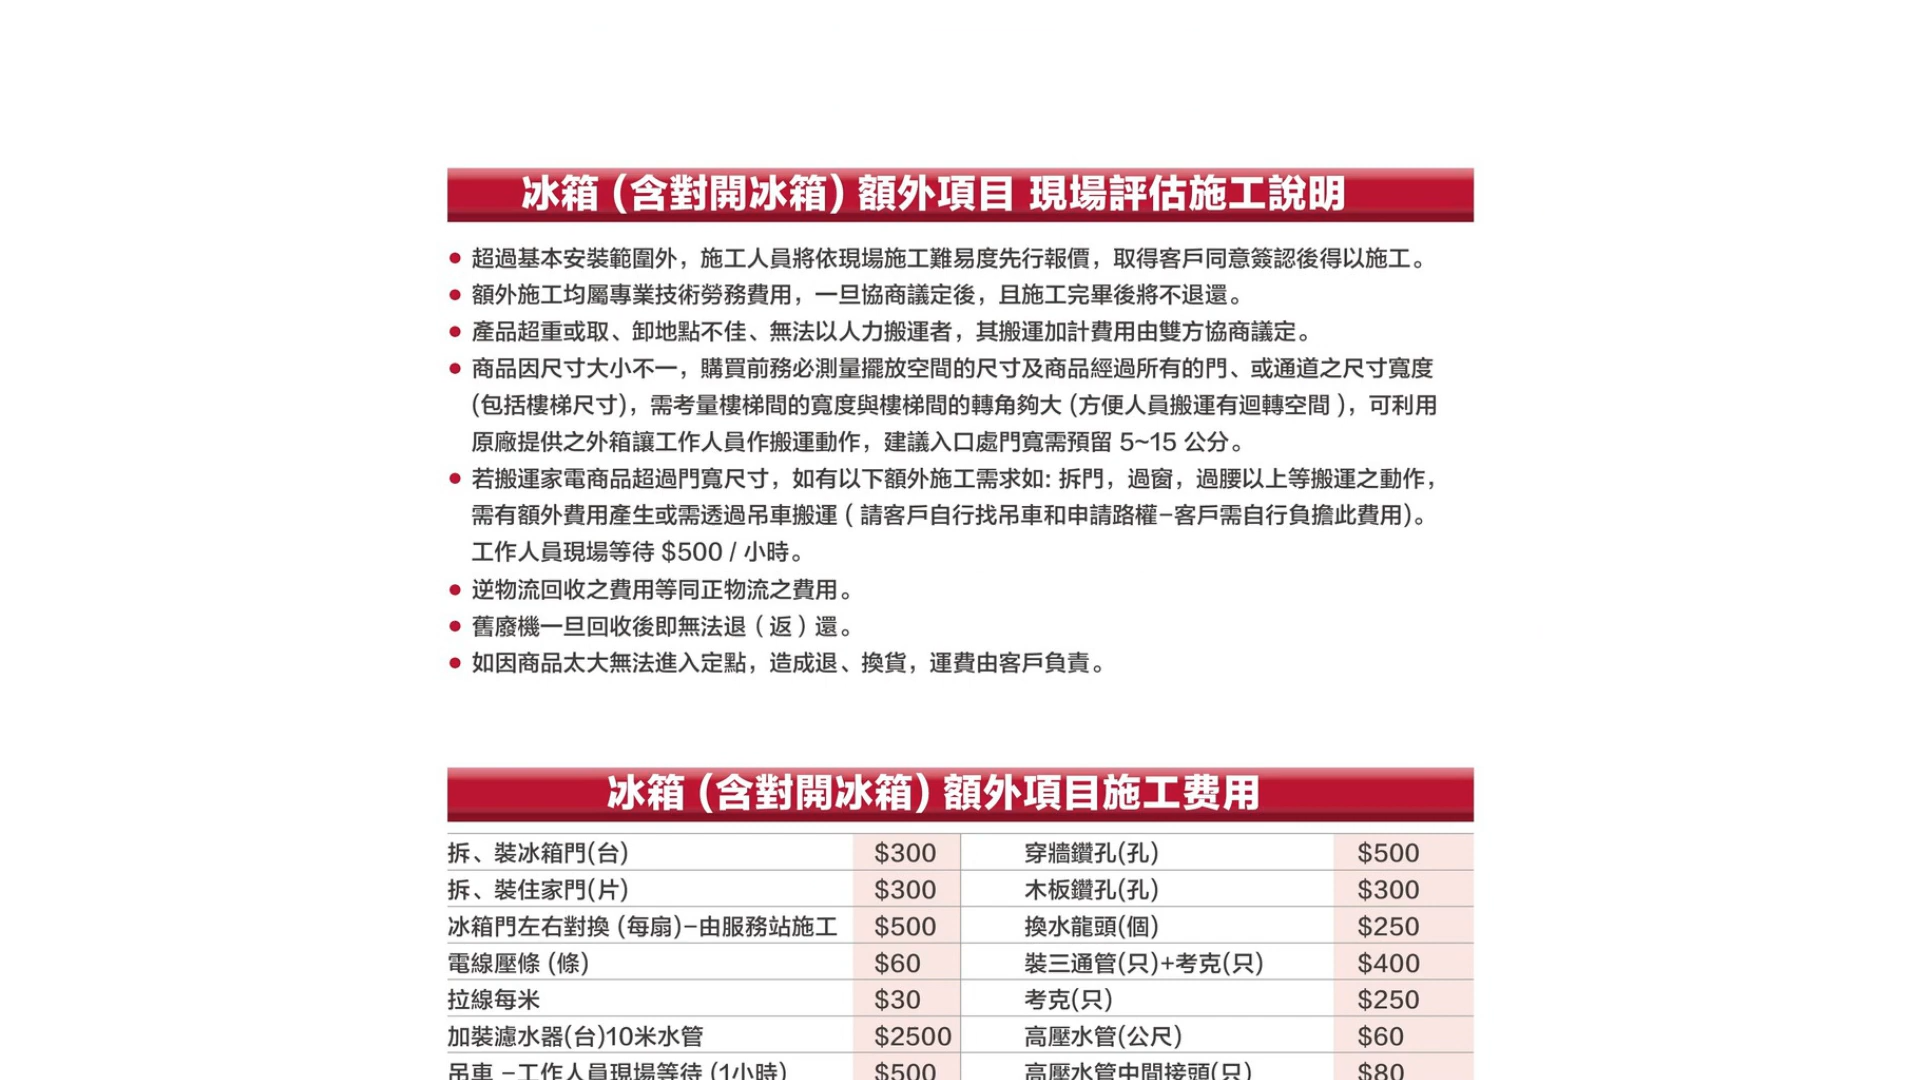 冰箱 (含對開冰箱) 額外項目 現場評估施工說明
● 超過基本安裝範圍外，施工人員將依現場施工難易度先行報價，取得客戶同意簽認後得以施工。
● 額外施工均屬專業技術勞務費用，一旦協商議定後，且施工完畢後將不退還。
● 產品超重或取、卸地點不佳、無法以人力搬運者，其搬運加計費用由雙方協商議定。
● 商品因尺寸大小不一，購買前務必測量擺放空間的尺寸及商品經過所有的門、或通道之尺寸寬度
(包括樓梯尺寸)，需考量樓梯間的寬度與樓梯間的轉角夠大 (方便人員搬運有迴轉空間 )，可利用
原廠提供之外箱讓工作人員作搬運動作，建議入口處門寬需預留 5~15 公分。
● 若搬運家電商品超過門寬尺寸，如有以下額外施工需求如: 拆門，過窗，過腰以上等搬運之動作，
需有額外費用產生或需透過吊車搬運 ( 請客戶自行找吊車和申請路權–客戶需自行負擔此費用)。
工作人員現場等待 $500 / 小時。
● 逆物流回收之費用等同正物流之費用。
● 舊廢機一旦回收後即無法退 ( 返 ) 還。
● 如因商品太大無法進入定點，造成退、換貨，運費由客戶負責。
冰箱 (含對開冰箱) 額外項目施工费用
拆、裝冰箱門(台) $300 穿牆鑽孔(孔) $500
拆、裝住家門(片) $300 木板鑽孔(孔) $300
冰箱門左右對換 (每扇)–由服務站施工 $500 換水龍頭(個) $250
電線壓條 (條) $60 裝三通管(只)+考克(只) $400
拉線每米 $30 考克(只) $250
加裝濾水器(台)10米水管 $2500 高壓水管(公尺) $60
吊車 –工作人員現場等待 (1小時) $500 高壓水管中間接頭(只) $80